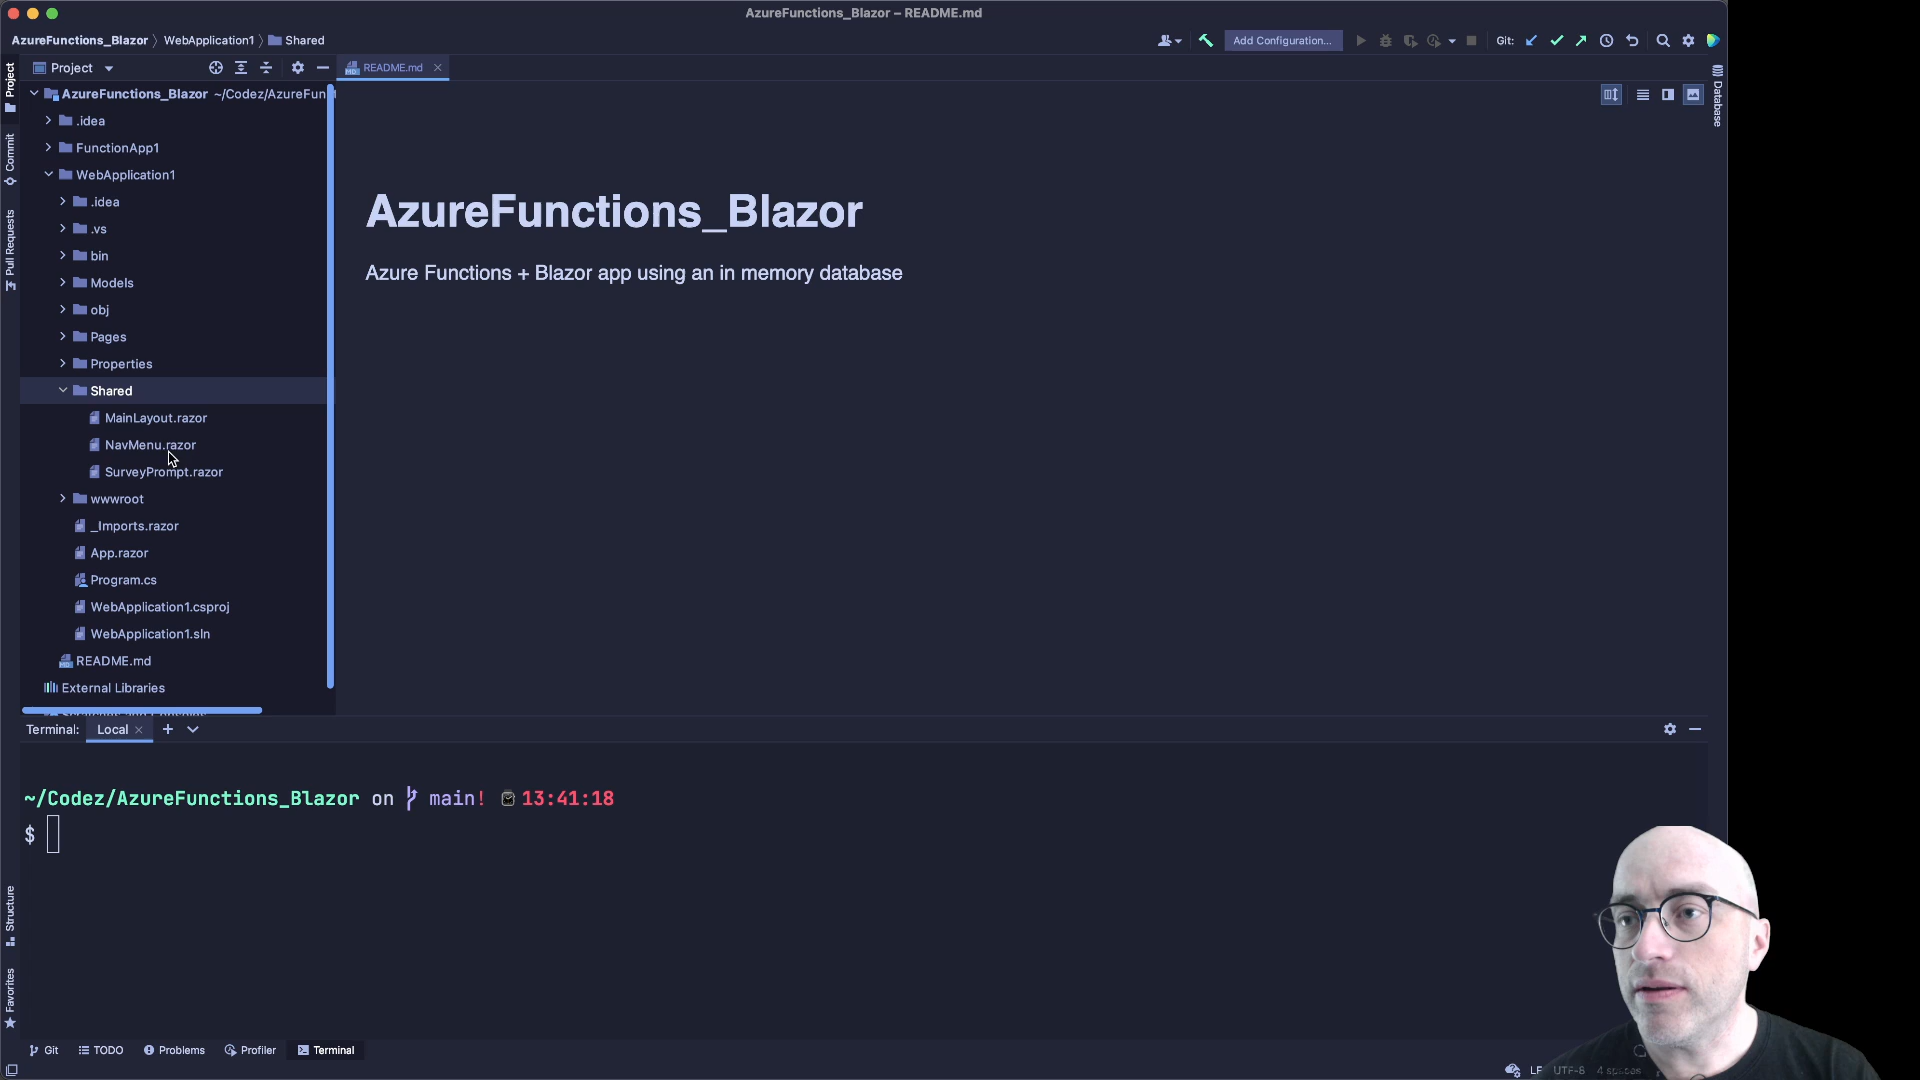 AzureFunctions_Blazor – README.md
AzureFunctions_Blazor WebApplication1 Shared
Add Configuration...
Git:
Project
README.md
AzureFunctions_Blazor ~/Codez/AzureFun
.idea
FunctionApp1
WebApplication1
.idea
.vs
bin
Models
obj
Pages
Properties
Shared
MainLayout.razor
NavMenu.razor
SurveyPrompt.razor
wwwroot
_Imports.razor
App.razor
Program.cs
WebApplication1.csproj
WebApplication1.sln
README.md
External Libraries
Project
Commit
Pull Requests
Structure
Favorites
Database
AzureFunctions_Blazor
Azure Functions + Blazor app using an in memory database
Terminal: Local
~/Codez/AzureFunctions_Blazor on main! 13:41:18
$
Git TODO Problems Profiler Terminal
LF UTF-8 4 spaces